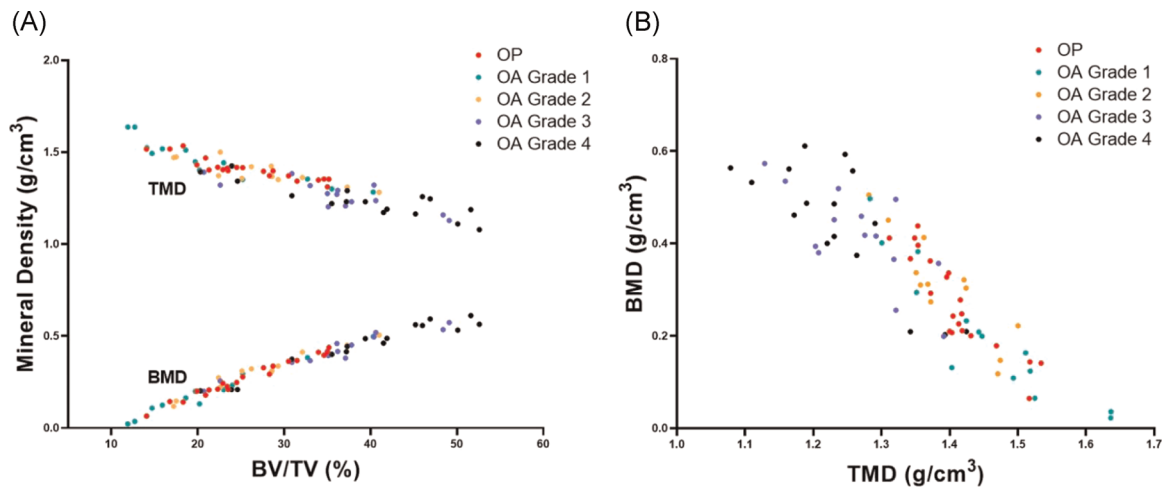 (A)
Mineral Density (g/cm³)
2.0
1.5
1.0
0.5
0.0
TMD
BMD
OP
OA Grade 1
OA Grade 2
OA Grade 3
OA Grade 4
10 20 30 40 50 60
BV/TV (%)
(B)
BMD (g/cm³)
0.8
0.6
0.4
0.2
0.0
OP
OA Grade 1
OA Grade 2
OA Grade 3
OA Grade 4
1.0 1.1 1.2 1.3 1.4 1.5 1.6 1.7
TMD (g/cm³)